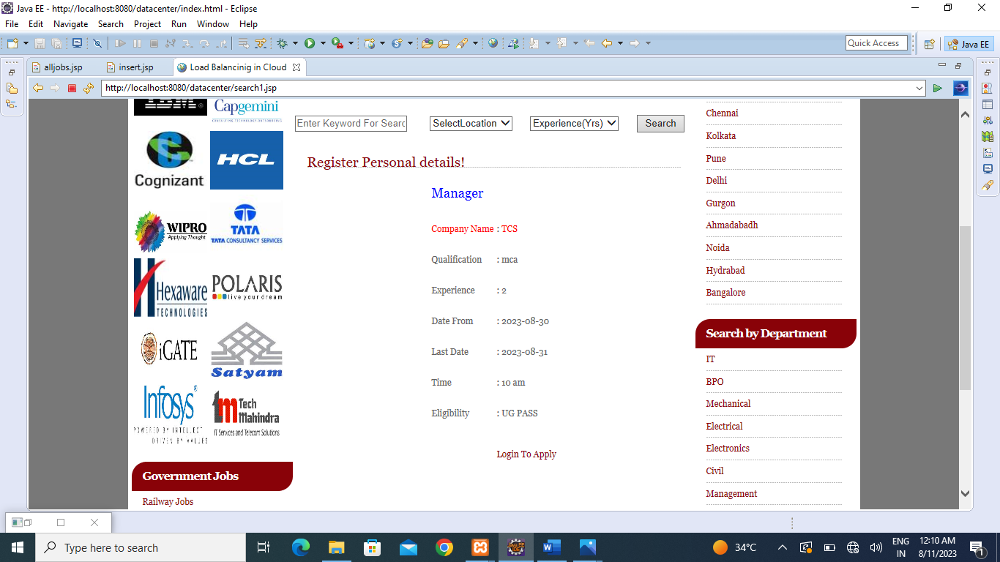 Java EE - http://localhost:8080/datacenter/index.html - Eclipse
File Edit Navigate Search Project Run Window Help
Quick Access
Java EE
alljobs.jsp
insert.jsp
Load Balancinig in Cloud
http://localhost:8080/datacenter/search1.jsp
IBM
Capgemini
CONSULTING.TECHNOLOGY.OUTSOURCING
Cognizant
HCL
WIPRO
Applying Thought
TATA
TATA CONSULTANCY SERVICES
Hexaware
TECHNOLOGIES
POLARIS
live your dream
iGATE
Satyam
Infosys
POWERED BY INTELLECT
DRIVEN BY VALUES
Tech
Mahindra
IT Services and Telecom Solutions
Government Jobs
Railway Jobs
Enter Keyword For Searc
SelectLocation
Experience(Yrs)
Search
Register Personal details!
Manager
Company Name : TCS
Qualification : mca
Experience : 2
Date From : 2023-08-30
Last Date : 2023-08-31
Time : 10 am
Eligibility : UG PASS
Login To Apply
Chennai
Kolkata
Pune
Delhi
Gurgon
Ahmadabadh
Noida
Hydrabad
Bangalore
Search by Department
IT
BPO
Mechanical
Electrical
Electronics
Civil
Management
Type here to search
34°C
ENG
IN
12:10 AM
8/11/2023
1